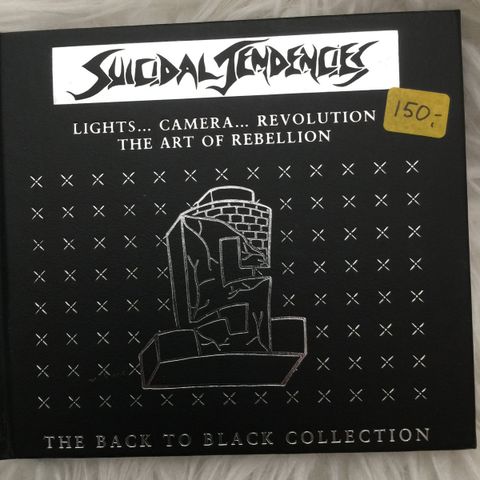 SUICIDAL TENDENCIES
LIGHTS... CAMERA... REVOLUTION
THE ART OF REBELLION
150,-
THE BACK TO BLACK COLLECTION